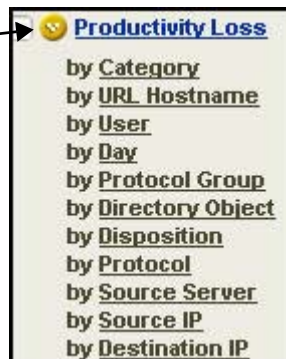 Productivity Loss
by Category
by URL Hostname
by User
by Day
by Protocol Group
by Directory Object
by Disposition
by Protocol
by Source Server
by Source IP
by Destination IP